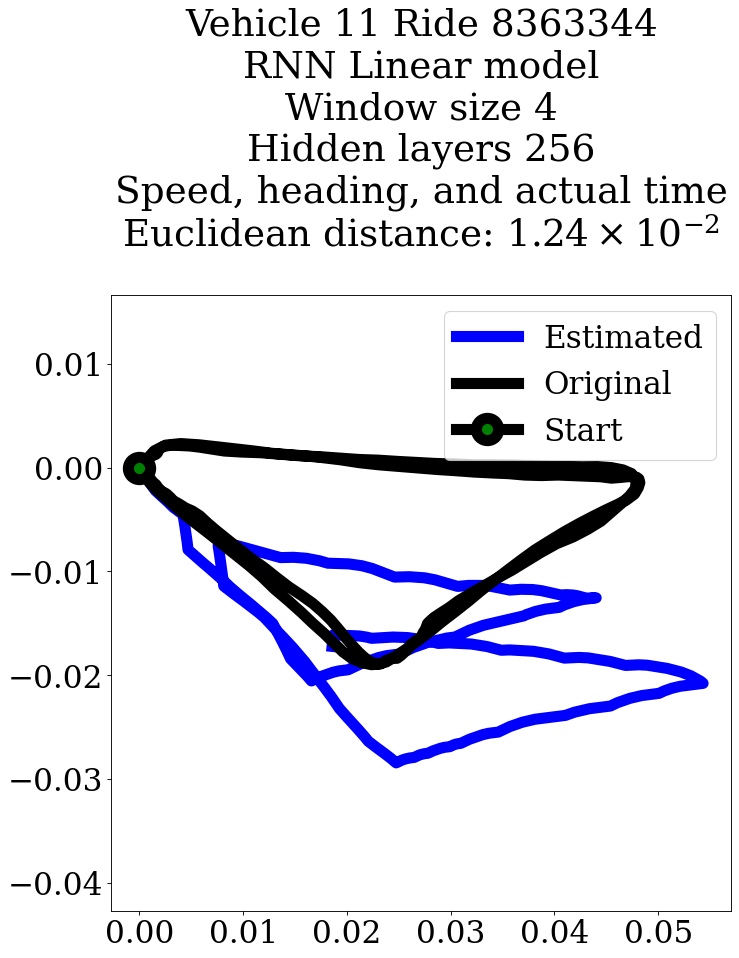 Vehicle 11 Ride 8363344
RNN Linear model
Window size 4
Hidden layers 256
Speed, heading, and actual time
Euclidean distance: 1.24 × 10⁻²
Estimated
Original
Start
0.01
0.00
−0.01
−0.02
−0.03
−0.04
0.00 0.01 0.02 0.03 0.04 0.05